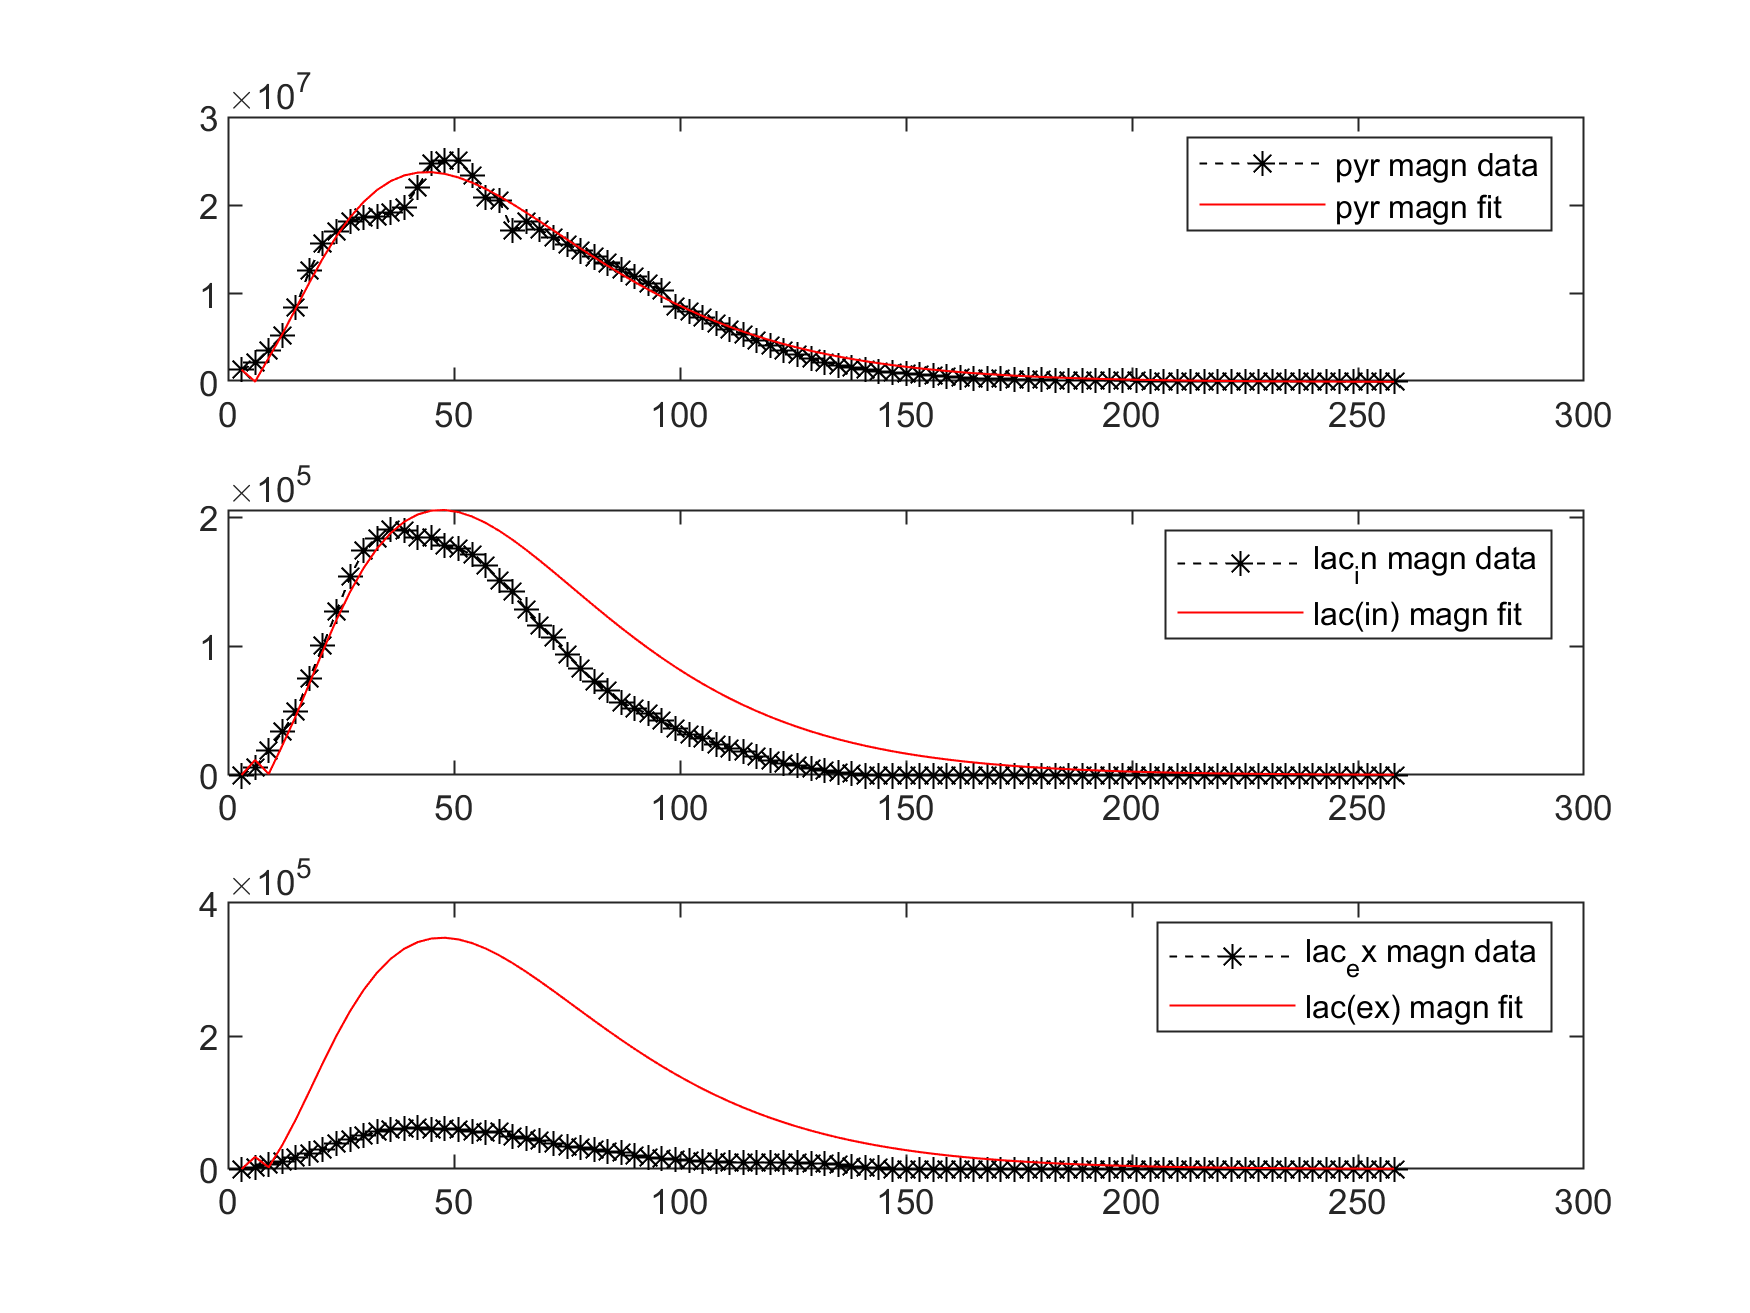 ×10^7
3
2
1
0
pyr magn data
pyr magn fit
0 50 100 150 200 250 300
×10^5
2
1
0
lac_in magn data
lac(in) magn fit
0 50 100 150 200 250 300
×10^5
4
2
0
lac_ex magn data
lac(ex) magn fit
0 50 100 150 200 250 300